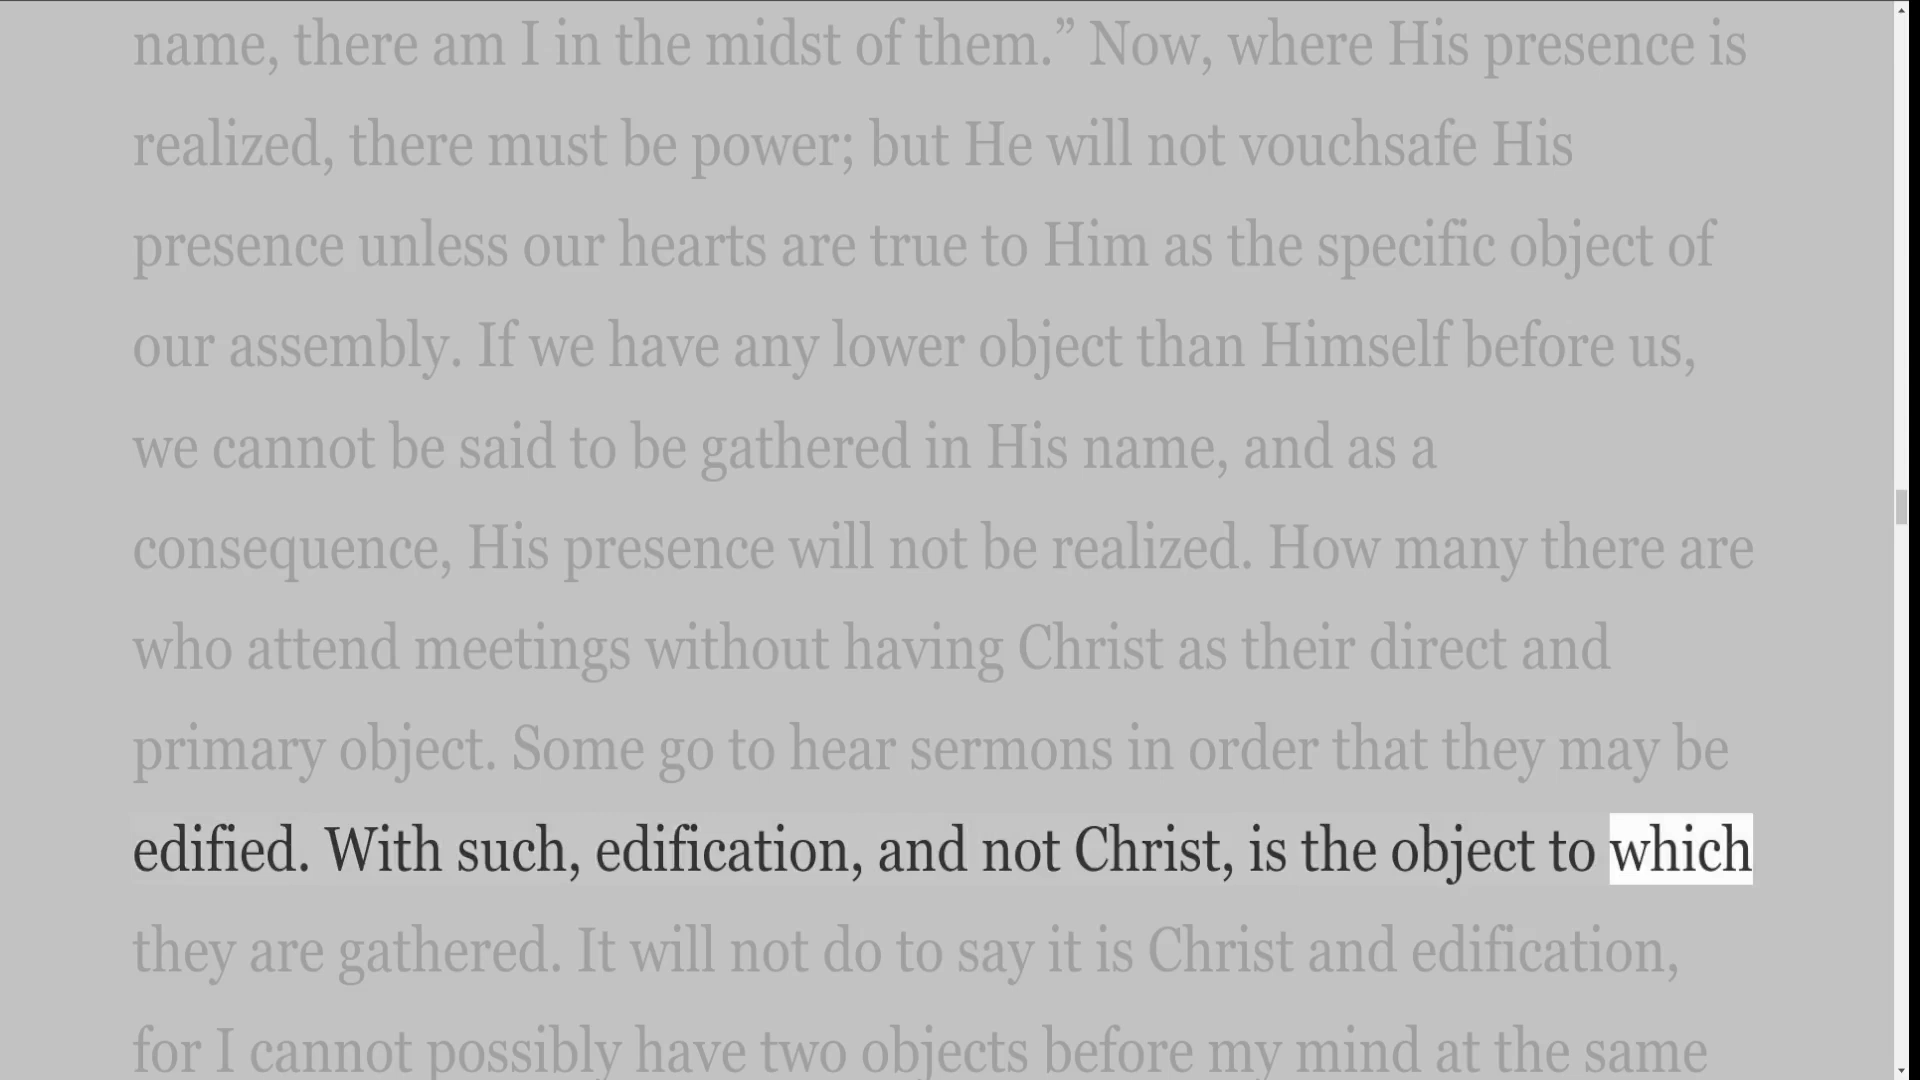 name, there am I in the midst of them.” Now, where His presence is
realized, there must be power; but He will not vouchsafe His
presence unless our hearts are true to Him as the specific object of
our assembly. If we have any lower object than Himself before us,
we cannot be said to be gathered in His name, and as a
consequence, His presence will not be realized. How many there are
who attend meetings without having Christ as their direct and
primary object. Some go to hear sermons in order that they may be
edified. With such, edification, and not Christ, is the object to which
they are gathered. It will not do to say it is Christ and edification,
for I cannot possibly have two objects before my mind at the same